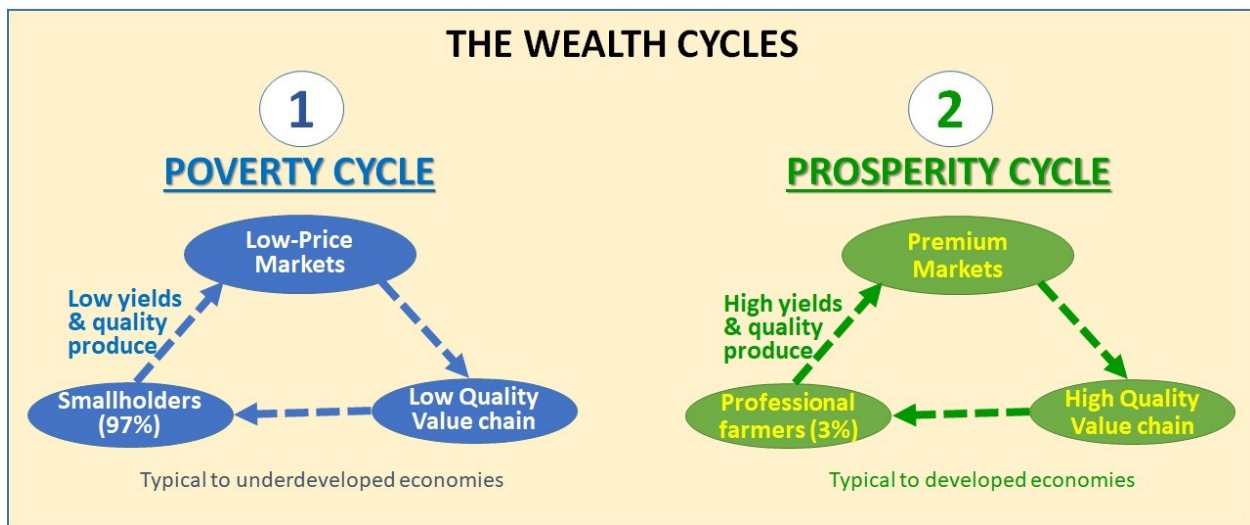 THE WEALTH CYCLES
1
POVERTY CYCLE
Low-Price
Markets
Low yields
& quality
produce
Smallholders
(97%)
Low Quality
Value chain
Typical to underdeveloped economies
2
PROSPERITY CYCLE
Premium
Markets
High yields
& quality
produce
Professional
farmers (3%)
High Quality
Value chain
Typical to developed economies